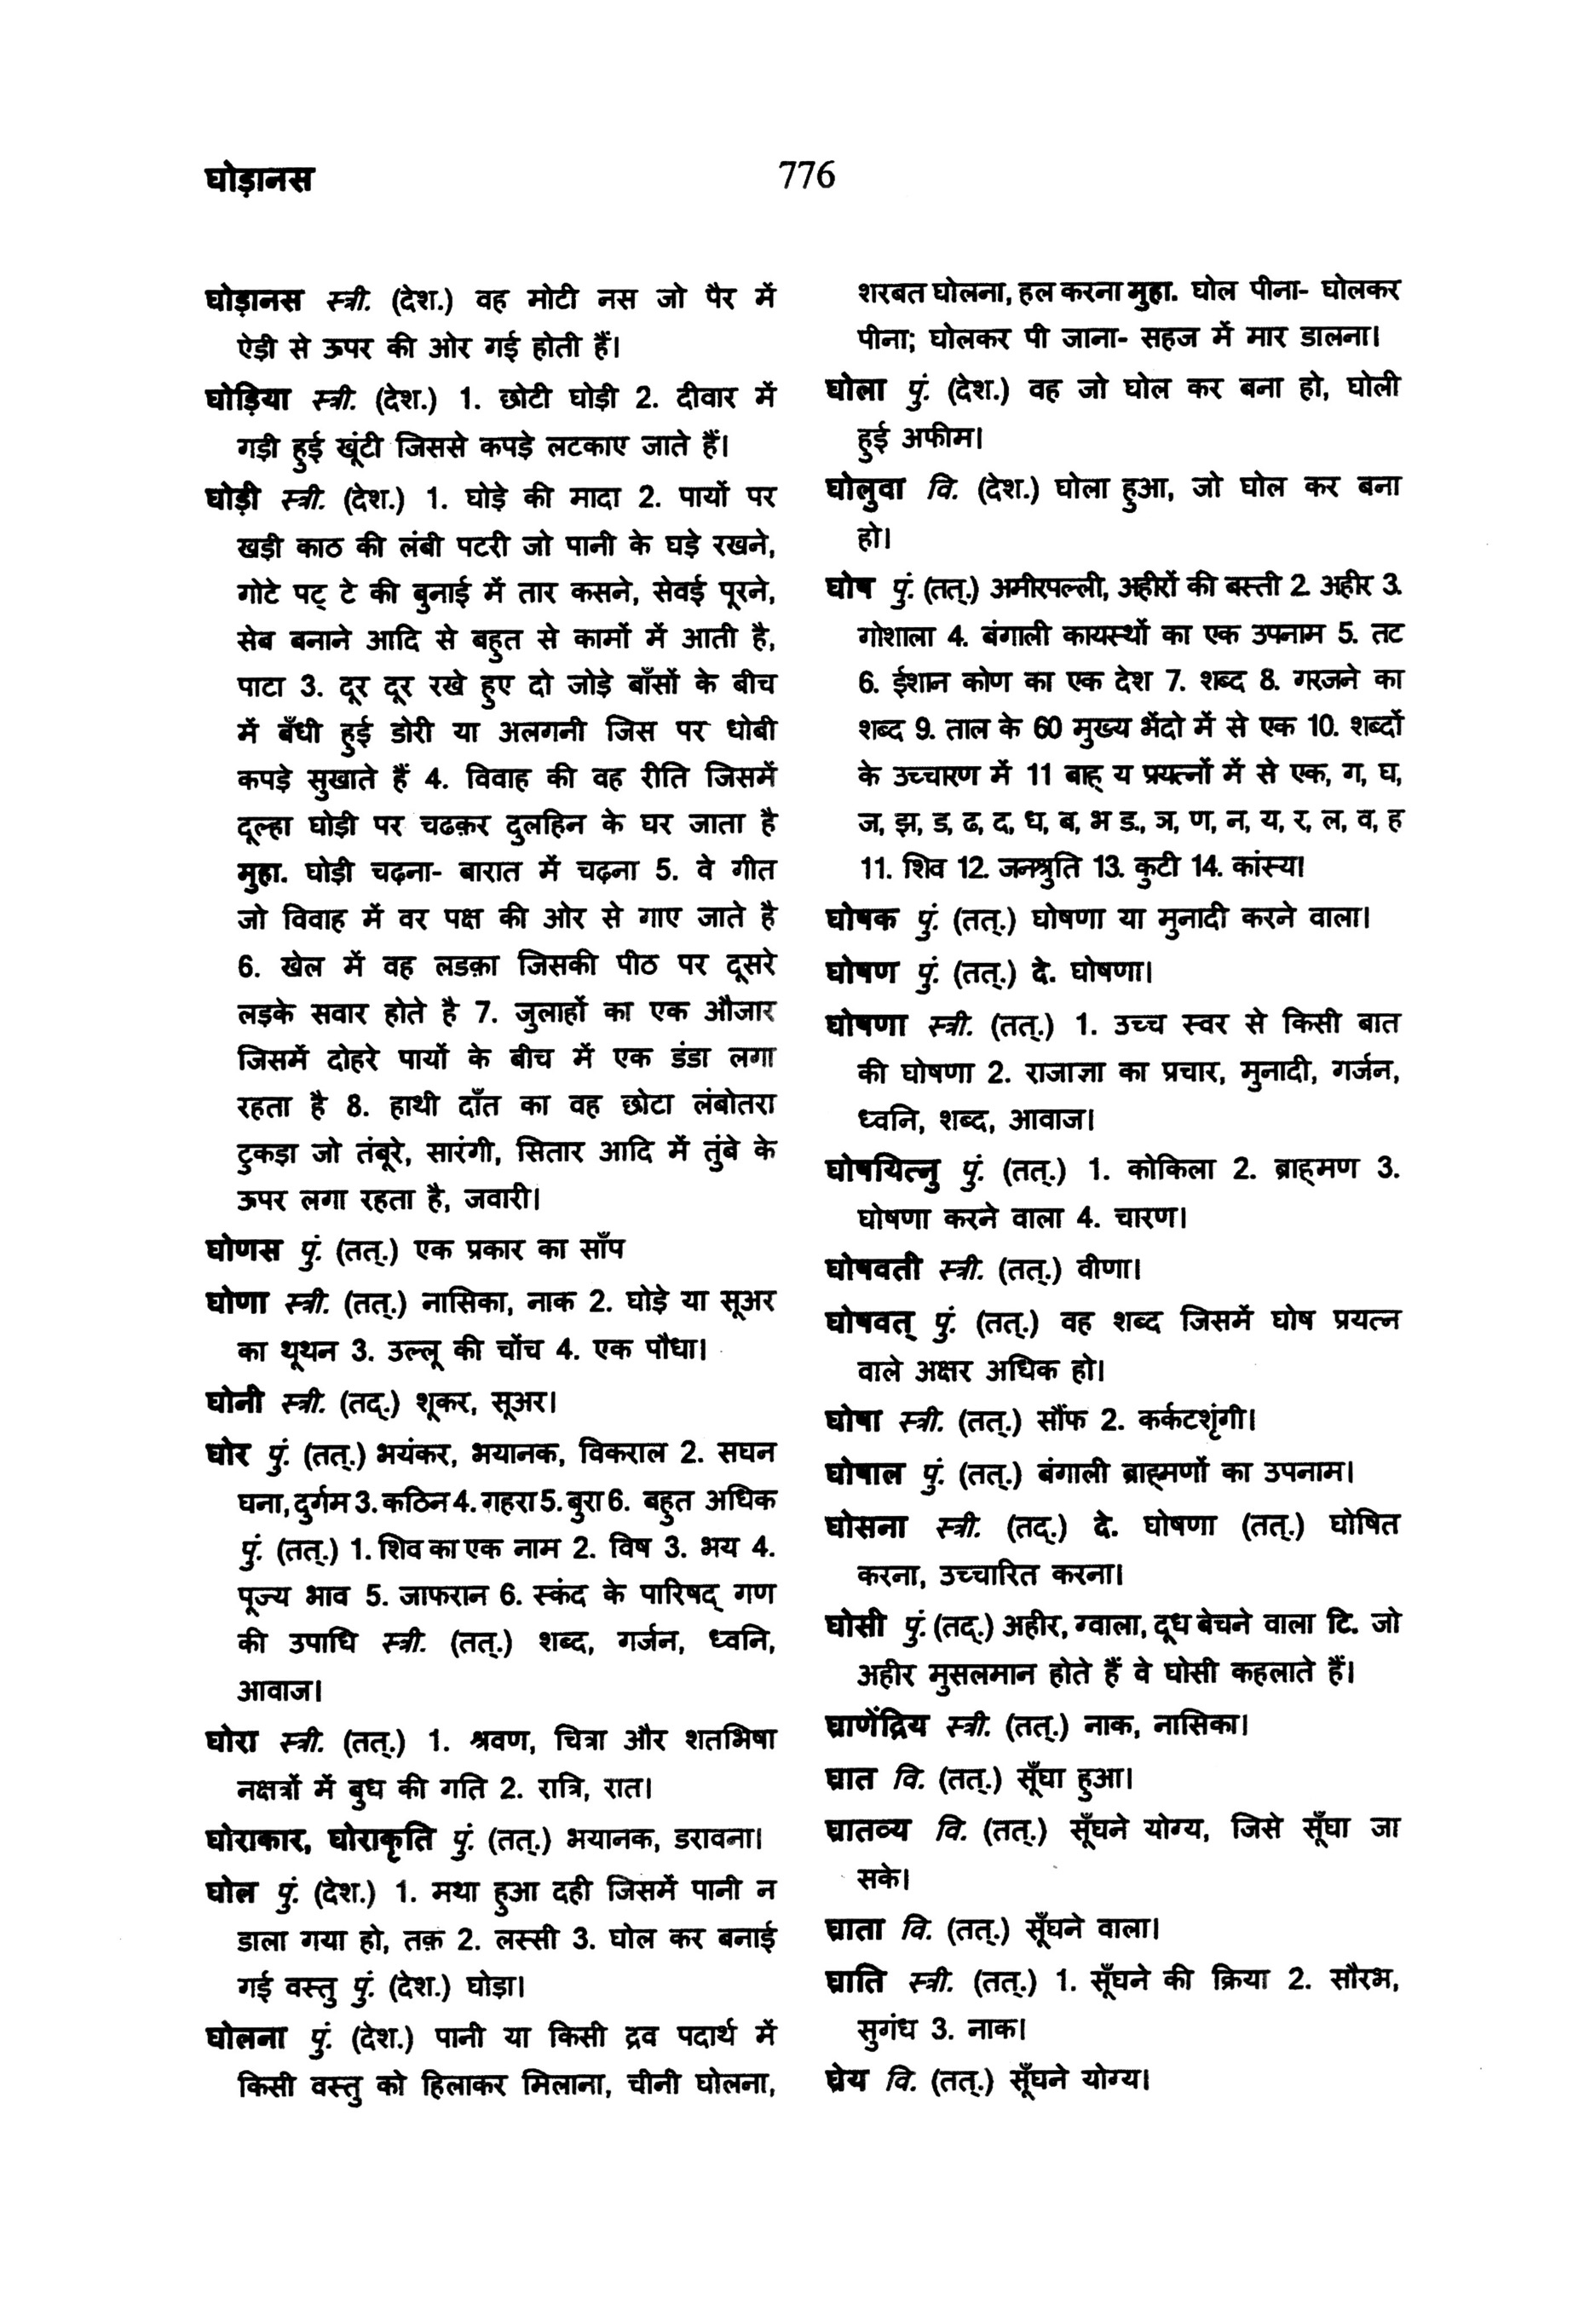 घोड़ानस
776
घोड़ानस स्त्री. (देश.) वह मोटी नस जो पैर में
ऐड़ी से ऊपर की ओर गई होती हैं।
घोड़िया स्त्री. (देश.) 1. छोटी घोड़ी 2. दीवार में
गड़ी हुई खूंटी जिससे कपड़े लटकाए जाते हैं।
घोड़ी स्त्री. (देश.) 1. घोड़े की मादा 2. पायों पर
खड़ी काठ की लंबी पटरी जो पानी के घड़े रखने,
गोटे पट् टे की बुनाई में तार कसने, सेवई पूरने,
सेब बनाने आदि से बहुत से कामों में आती है,
पाटा 3. दूर दूर रखे हुए दो जोड़े बाँसों के बीच
में बँधी हुई डोरी या अलगनी जिस पर धोबी
कपड़े सुखाते हैं 4. विवाह की वह रीति जिसमें
दूल्हा घोड़ी पर चढक़र दुलहिन के घर जाता है
मुहा. घोड़ी चढ़ना- बारात में चढ़ना 5. वे गीत
जो विवाह में वर पक्ष की ओर से गाए जाते है
6. खेल में वह लडक़ा जिसकी पीठ पर दूसरे
लड़के सवार होते है 7. जुलाहों का एक औजार
जिसमें दोहरे पायों के बीच में एक डंडा लगा
रहता है 8. हाथी दाँत का वह छोटा लंबोतरा
टुकड़ा जो तंबूरे, सारंगी, सितार आदि में तुंबे के
ऊपर लगा रहता है, जवारी।
घोणस पुं. (तत्.) एक प्रकार का साँप
घोणा स्त्री. (तत्.) नासिका, नाक 2. घोड़े या सूअर
का थूथन 3. उल्लू की चोंच 4. एक पौधा।
घोनी स्त्री. (तद्.) शूकर, सूअर।
घोर पुं. (तत्.) भयंकर, भयानक, विकराल 2. सघन
घना, दुर्गम 3. कठिन 4. गहरा 5. बुरा 6. बहुत अधिक
पुं. (तत्.) 1. शिव का एक नाम 2. विष 3. भय 4.
पूज्य भाव 5. जाफरान 6. स्कंद के पारिषद् गण
की उपाधि स्त्री. (तत्.) शब्द, गर्जन, ध्वनि,
आवाज।
घोरा स्त्री. (तत्.) 1. श्रवण, चित्रा और शतभिषा
नक्षत्रों में बुध की गति 2. रात्रि, रात।
घोराकार, घोराकृति पुं. (तत्.) भयानक, डरावना।
घोल पुं. (देश.) 1. मथा हुआ दही जिसमें पानी न
डाला गया हो, तक़ 2. लस्सी 3. घोल कर बनाई
गई वस्तु पुं. (देश.) घोड़ा।
घोलना पुं. (देश.) पानी या किसी द्रव पदार्थ में
किसी वस्तु को हिलाकर मिलाना, चीनी घोलना,
शरबत घोलना, हल करना मुहा. घोल पीना- घोलकर
पीना; घोलकर पी जाना- सहज में मार डालना।
घोला पुं. (देश.) वह जो घोल कर बना हो, घोली
हुई अफीम।
घोलुवा वि. (देश.) घोला हुआ, जो घोल कर बना
हो।
घोष पुं. (तत्.) अमीरपल्ली, अहीरों की बस्ती 2. अहीर 3.
गोशाला 4. बंगाली कायस्थों का एक उपनाम 5. तट
6. ईशान कोण का एक देश 7. शब्द 8. गरजने का
शब्द 9. ताल के 60 मुख्य भेंदो में से एक 10. शब्दों
के उच्चारण में 11 बाह् य प्रयत्नों में से एक, ग, घ,
ज, झ, ड, ढ, द, ध, ब, भ ड., ञ, ण, न, य, र, ल, व, ह
11. शिव 12. जनश्रुति 13. कुटी 14. कांस्य।
घोषक पुं. (तत्.) घोषणा या मुनादी करने वाला।
घोषण पुं. (तत्.) दे. घोषणा।
घोषणा स्त्री. (तत्.) 1. उच्च स्वर से किसी बात
की घोषणा 2. राजाज्ञा का प्रचार, मुनादी, गर्जन,
ध्वनि, शब्द, आवाज।
घोषयित्नु पुं. (तत्.) 1. कोकिला 2. ब्राह्मण 3.
घोषणा करने वाला 4. चारण।
घोषवती स्त्री. (तत्.) वीणा।
घोषवत् पुं. (तत्.) वह शब्द जिसमें घोष प्रयत्न
वाले अक्षर अधिक हो।
घोषा स्त्री. (तत्.) सौंफ 2. कर्कटशृंगी।
घोषाल पुं. (तत्.) बंगाली ब्राह्मणों का उपनाम।
घोसना स्त्री. (तद्.) दे. घोषणा (तत्.) घोषित
करना, उच्चारित करना।
घोसी पुं. (तद्.) अहीर, ग्वाला, दूध बेचने वाला टि. जो
अहीर मुसलमान होते हैं वे घोसी कहलाते हैं।
घ्राणेंद्रिय स्त्री. (तत्.) नाक, नासिका।
घ्रात वि. (तत्.) सूँघा हुआ।
घ्रातव्य वि. (तत्.) सूँघने योग्य, जिसे सूँघा जा
सके।
घ्राता वि. (तत्.) सूँघने वाला।
घ्राति स्त्री. (तत्.) 1. सूँघने की क्रिया 2. सौरभ,
सुगंध 3. नाक।
घ्रेय वि. (तत्.) सूँघने योग्य।